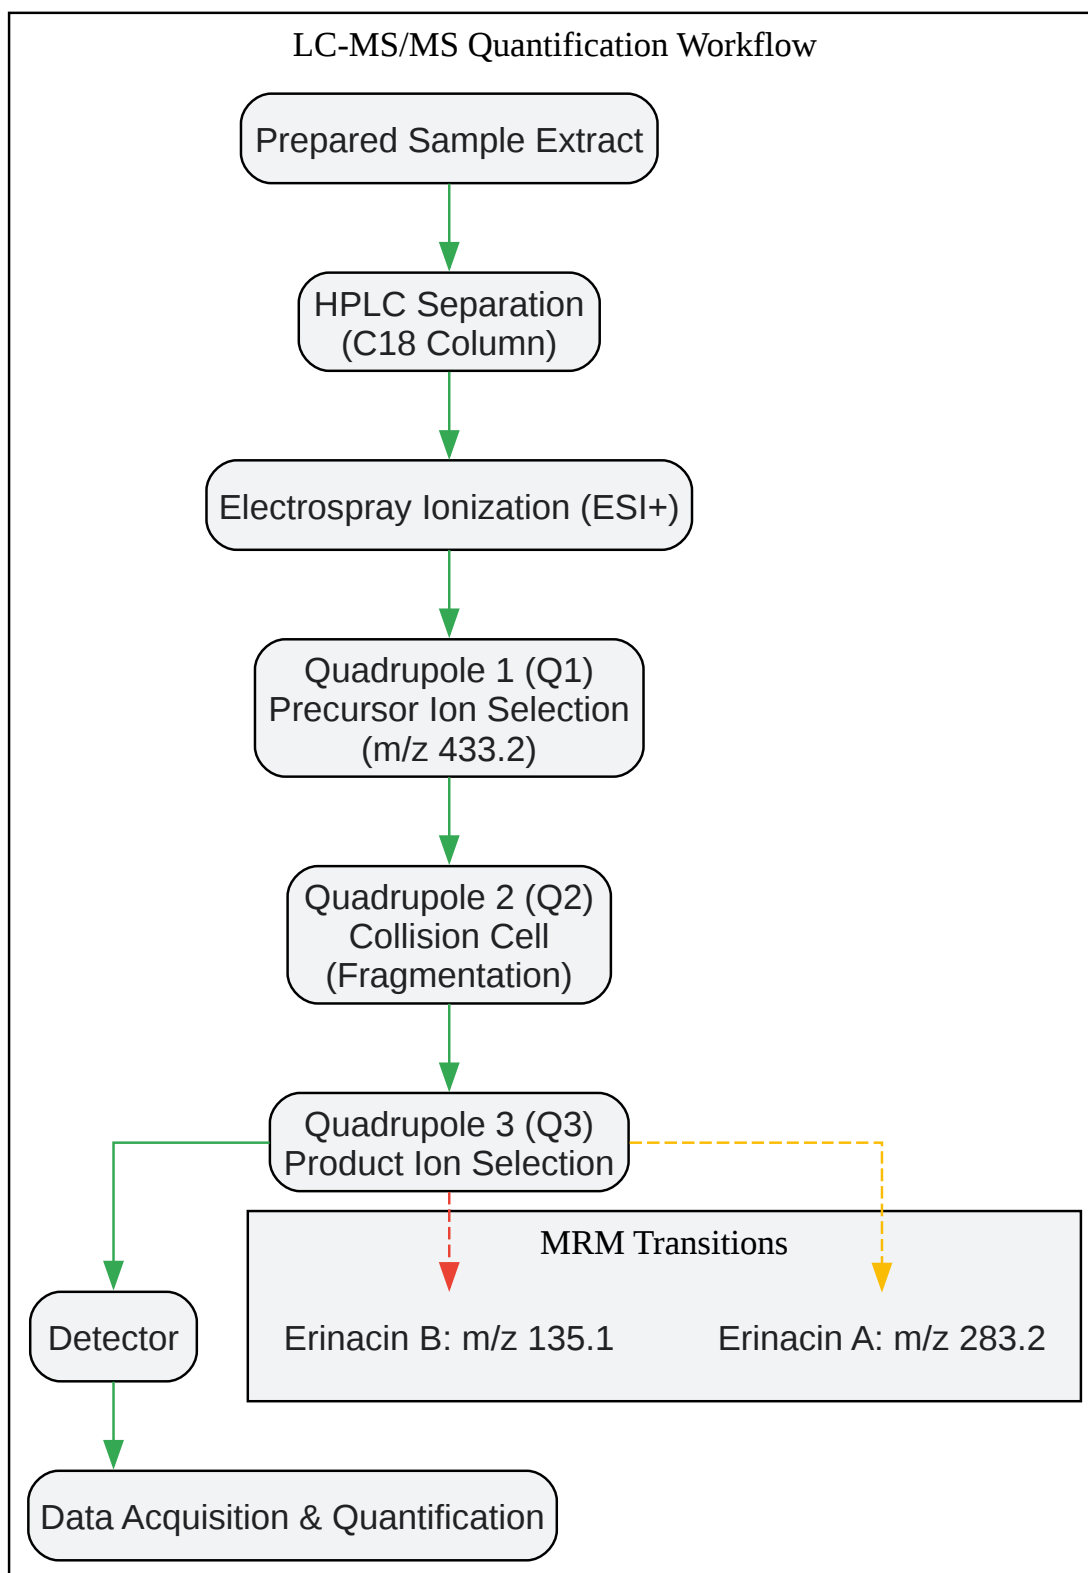 LC-MS/MS Quantification Workflow
Prepared Sample Extract
HPLC Separation
(C18 Column)
Electrospray Ionization (ESI+)
Quadrupole 1 (Q1)
Precursor Ion Selection
(m/z 433.2)
Quadrupole 2 (Q2)
Collision Cell
(Fragmentation)
Quadrupole 3 (Q3)
Product Ion Selection
MRM Transitions
Detector
Erinacin B: m/z 135.1
Erinacin A: m/z 283.2
Data Acquisition & Quantification